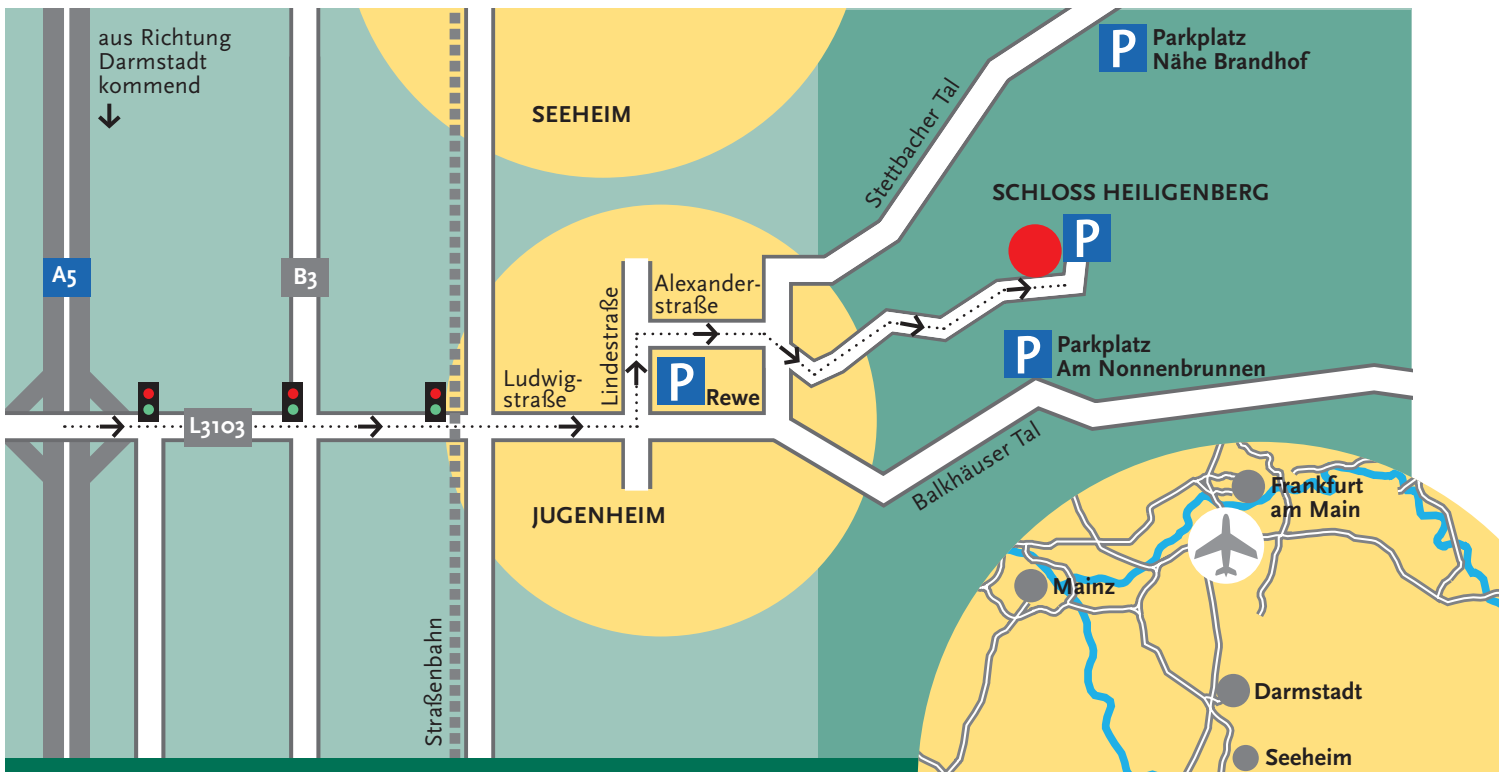 aus Richtung
Darmstadt
kommend
A5
B3
L3103
Straßenbahn
SEEHEIM
Ludwig-
straße
Lindestraße
Alexander-
straße
P
Rewe
JUGENHEIM
Stettbacher Tal
P
Parkplatz
Nähe Brandhof
SCHLOSS HEILIGENBERG
P
P
Parkplatz
Am Nonnenbrunnen
Balkhäuser Tal
Frankfurt
am Main
Mainz
Darmstadt
Seeheim